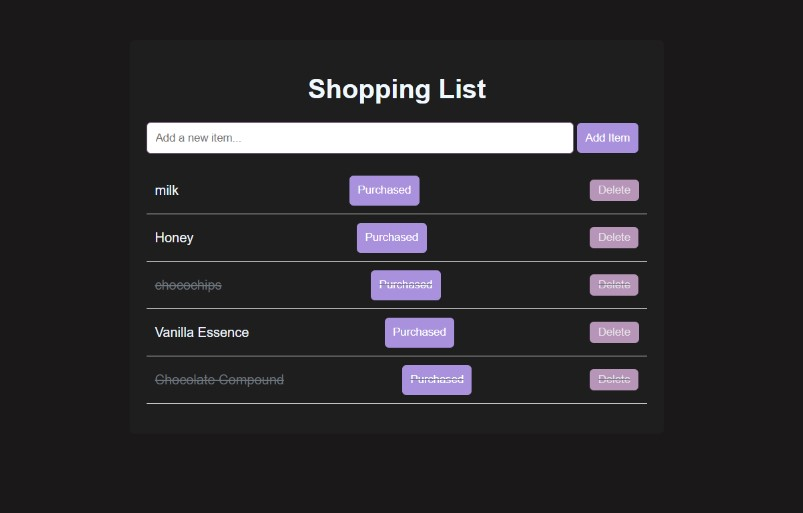 Shopping List
Add a new item... Add Item
milk Purchased Delete
Honey Purchased Delete
chocochips Purchased Delete
Vanilla Essence Purchased Delete
Chocolate Compound Purchased Delete